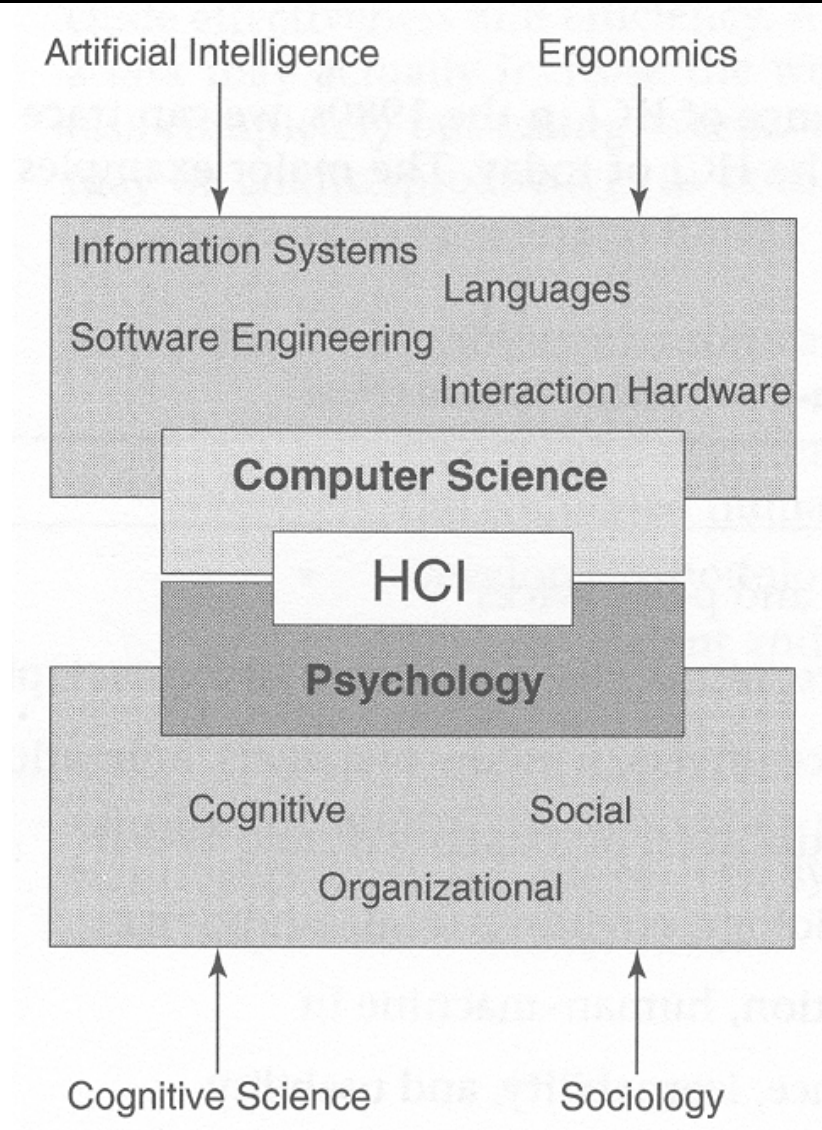 Artificial Intelligence
Ergonomics
Information Systems
Languages
Software Engineering
Interaction Hardware
Computer Science
HCI
Psychology
Cognitive
Social
Organizational
Cognitive Science
Sociology